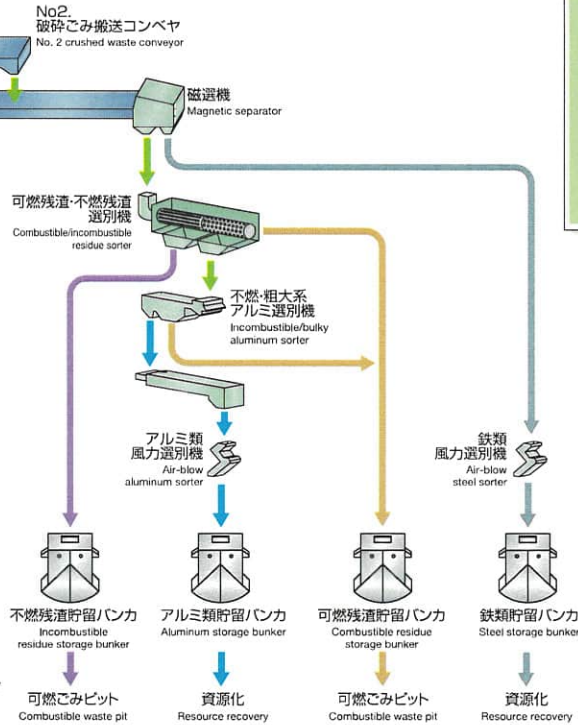 No2.
破砕ごみ搬送コンベヤ
No. 2 crushed waste conveyor
磁選機
Magnetic separator
可燃残渣・不燃残渣
選別機
Combustible/incombustible
residue sorter
不燃・粗大系
アルミ選別機
Incombustible/bulky
aluminum sorter
アルミ類
風力選別機
Air-blow
aluminum sorter
鉄類
風力選別機
Air-blow
steel sorter
不燃残渣貯留バンカ
Incombustible
residue storage bunker
アルミ類貯留バンカ
Aluminum storage bunker
可燃残渣貯留バンカ
Combustible residue
storage bunker
鉄類貯留バンカ
Steel storage bunker
可燃ごみピット
Combustible waste pit
資源化
Resource recovery
可燃ごみピット
Combustible waste pit
資源化
Resource recovery